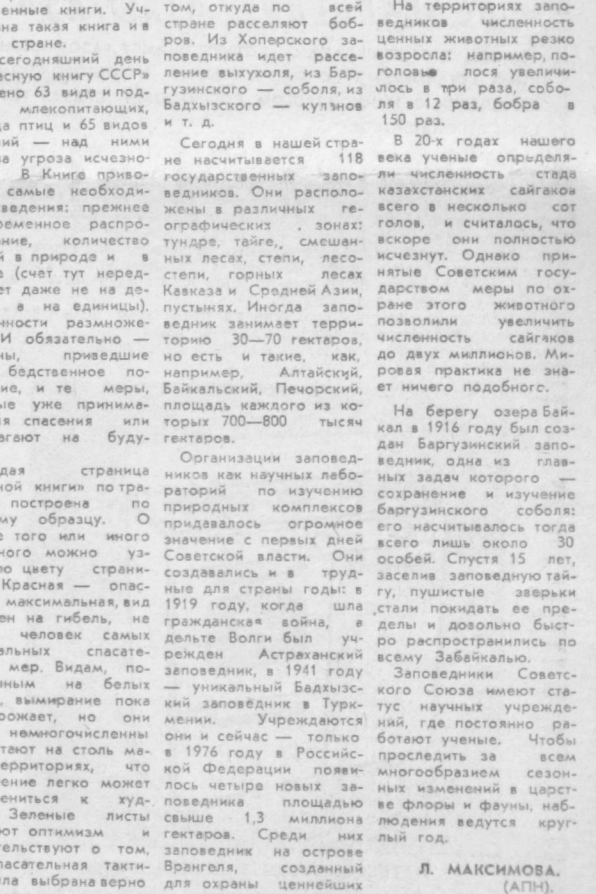 енные книги. Уч-
на такая книга и в
стране.
сегодняшний день
асную книгу СССР»
ено 63 вида и под-
млекопитающих,
да птиц и 65 видов
ний — над ними
ла угроза исчезно-
В Книге приво-
самые необходи-
ведения: прежнее
ременное распро-
ние, количество
й в природе и в
е (счет тут неред-
ет даже не на де-
а на единицы).
нности размноже-
И обязательно —
ны, приведшие
бедственное по-
ие, и те меры,
ые уже принима-
ля спасения или
агают на буду-
дая страница
ной книги» по тра-
построена по
му образцу. О
е того или иного
ного можно уз-
по цвету страни-
Красная — опас-
максимальная, вид
ен на гибель, не
человек самых
альных спасате-
мер. Видам, по-
нным на белых
, вымирание пока
рожает, но они
немногочисленны
тают на столь ма-
ерриториях, что
ение легко может
ениться к худ-
Зеленые листы
ют оптимизм и
ельствуют о том,
пасательная такти-
ла выбрана верно
том, откуда по всей
стране расселяют боб-
ров. Из Хоперского за-
поведника идет рассе-
ление выхухоля, из Бар-
гузинского — соболя, из
Бадхызского — куланов
и т. д.
Сегодня в нашей стра-
не насчитывается 118
государственных запо-
ведников. Они располо-
жены в различных ге-
ографических . зонах:
тундре, тайге, смешан-
ных лесах, степи, лесо-
степи, горных лесах
Кавказа и Средней Азии,
пустынях. Иногда запо-
ведник занимает терри-
торию 30—70 гектаров,
но есть и такие, как,
например, Алтайский,
Байкальский, Печорский,
площадь каждого из ко-
торых 700—800 тысяч
гектаров.
Организации заповед-
ников как научных лабо-
раторий по изучению
природных комплексов
придавалось огромное
значение с первых дней
Советской власти. Они
создавались и в труд-
ные для страны годы: в
1919 году, когда шла
гражданская война, в
дельте Волги был уч-
режден Астраханский
заповедник, в 1941 году
— уникальный Бадхызс-
кий заповедник в Турк-
мении. Учреждаются
они и сейчас — только
в 1976 году в Российс-
кой Федерации появи-
лось четыре новых за-
поведника площадью
свыше 1,3 миллиона
гектаров. Среди них
заповедник на острове
Врангеля, созданный
для охраны ценнейших
На территориях запо-
ведников численность
ценных животных резко
возросла: например, по-
головье лося увеличи-
лось в три раза, собо-
ля в 12 раз, бобра в
150 раз.
В 20-х годах нашего
века ученые определя-
ли численность стада
казахстанских сайгаков
всего в несколько сот
голов, и считалось, что
вскоре они полностью
исчезнут. Однако при-
нятые Советским госу-
дарством меры по ох-
ране этого животного
позволили увеличить
численность сайгаков
до двух миллионов. Ми-
ровая практика не зна-
ет ничего подобного.
На берегу озера Бай-
кал в 1916 году был соз-
дан Баргузинский запо-
ведник, одна из глав-
ных задач которого —
сохранение и изучение
баргузинского соболя:
его насчитывалось тогда
всего лишь около 30
особей. Спустя 15 лет,
заселив заповедную тай-
гу, пушистые зверьки
стали покидать ее пре-
делы и довольно быст-
ро распространились по
всему Забайкалью.
Заповедники Советс-
кого Союза имеют ста-
тус научных учрежде-
ний, где постоянно ра-
ботают ученые. Чтобы
проследить за всем
многообразием сезон-
ных изменений в царст-
ве флоры и фауны, наб-
людения ведутся круг-
лый год.
Л. МАКСИМОВА.
(АПН).